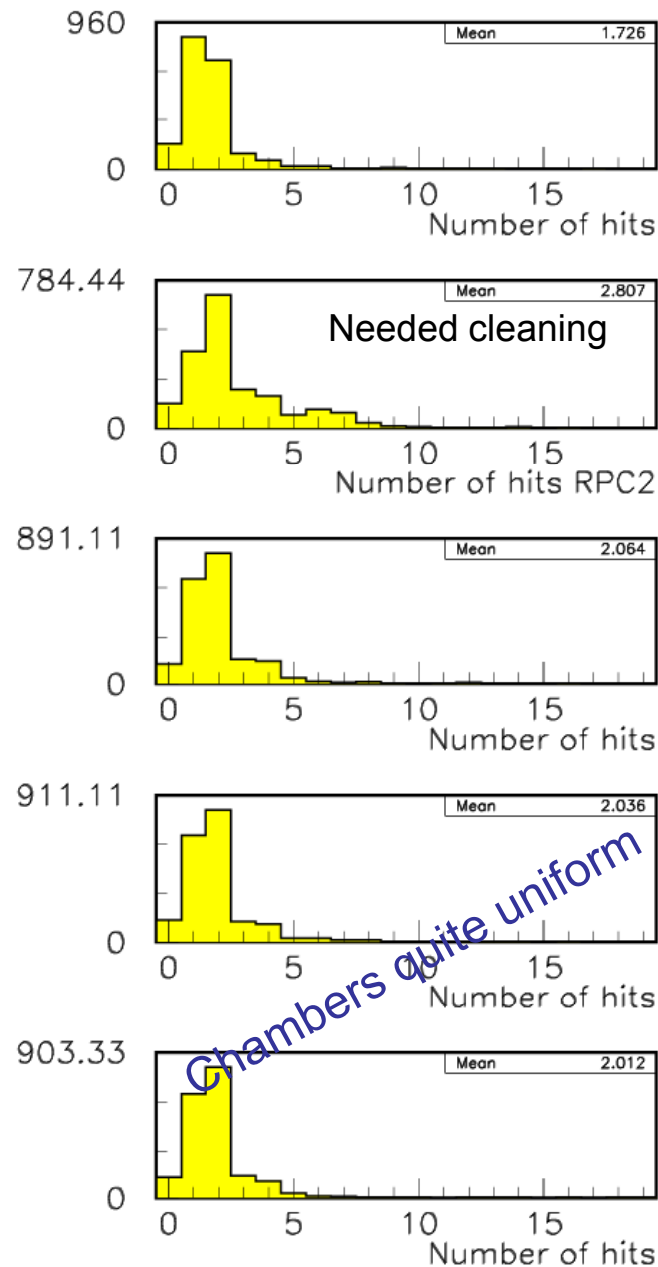 960
Mean 1.726
0
0 5 10 15
Number of hits
784.44
Mean 2.807
Needed cleaning
0
0 5 10 15
Number of hits RPC2
891.11
Mean 2.064
0
0 5 10 15
Number of hits
911.11
Mean 2.036
Chambers quite uniform
0
0 5 10 15
Number of hits
903.33
Mean 2.012
0
0 5 10 15
Number of hits